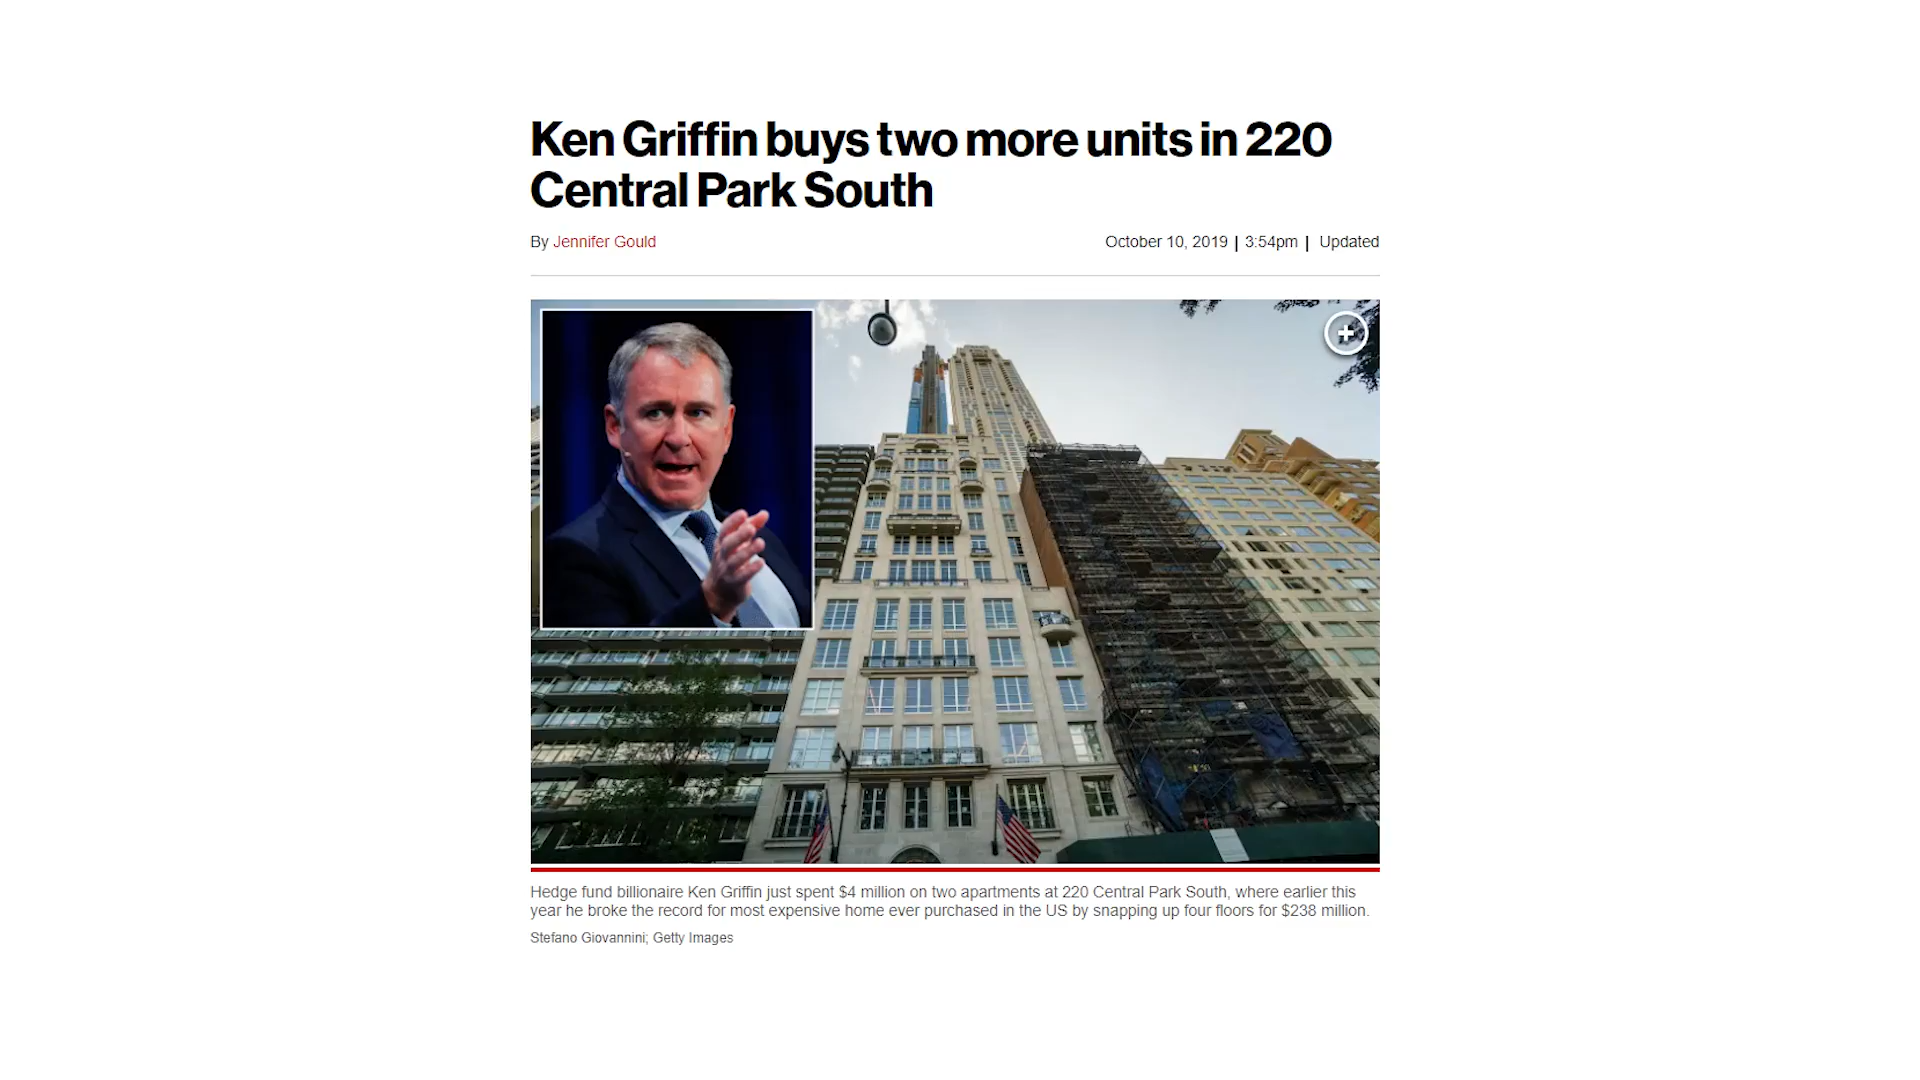 Ken Griffin buys two more units in 220
Central Park South
By Jennifer Gould
October 10, 2019 | 3:54pm | Updated
Hedge fund billionaire Ken Griffin just spent $4 million on two apartments at 220 Central Park South, where earlier this
year he broke the record for most expensive home ever purchased in the US by snapping up four floors for $238 million.
Stefano Giovannini; Getty Images